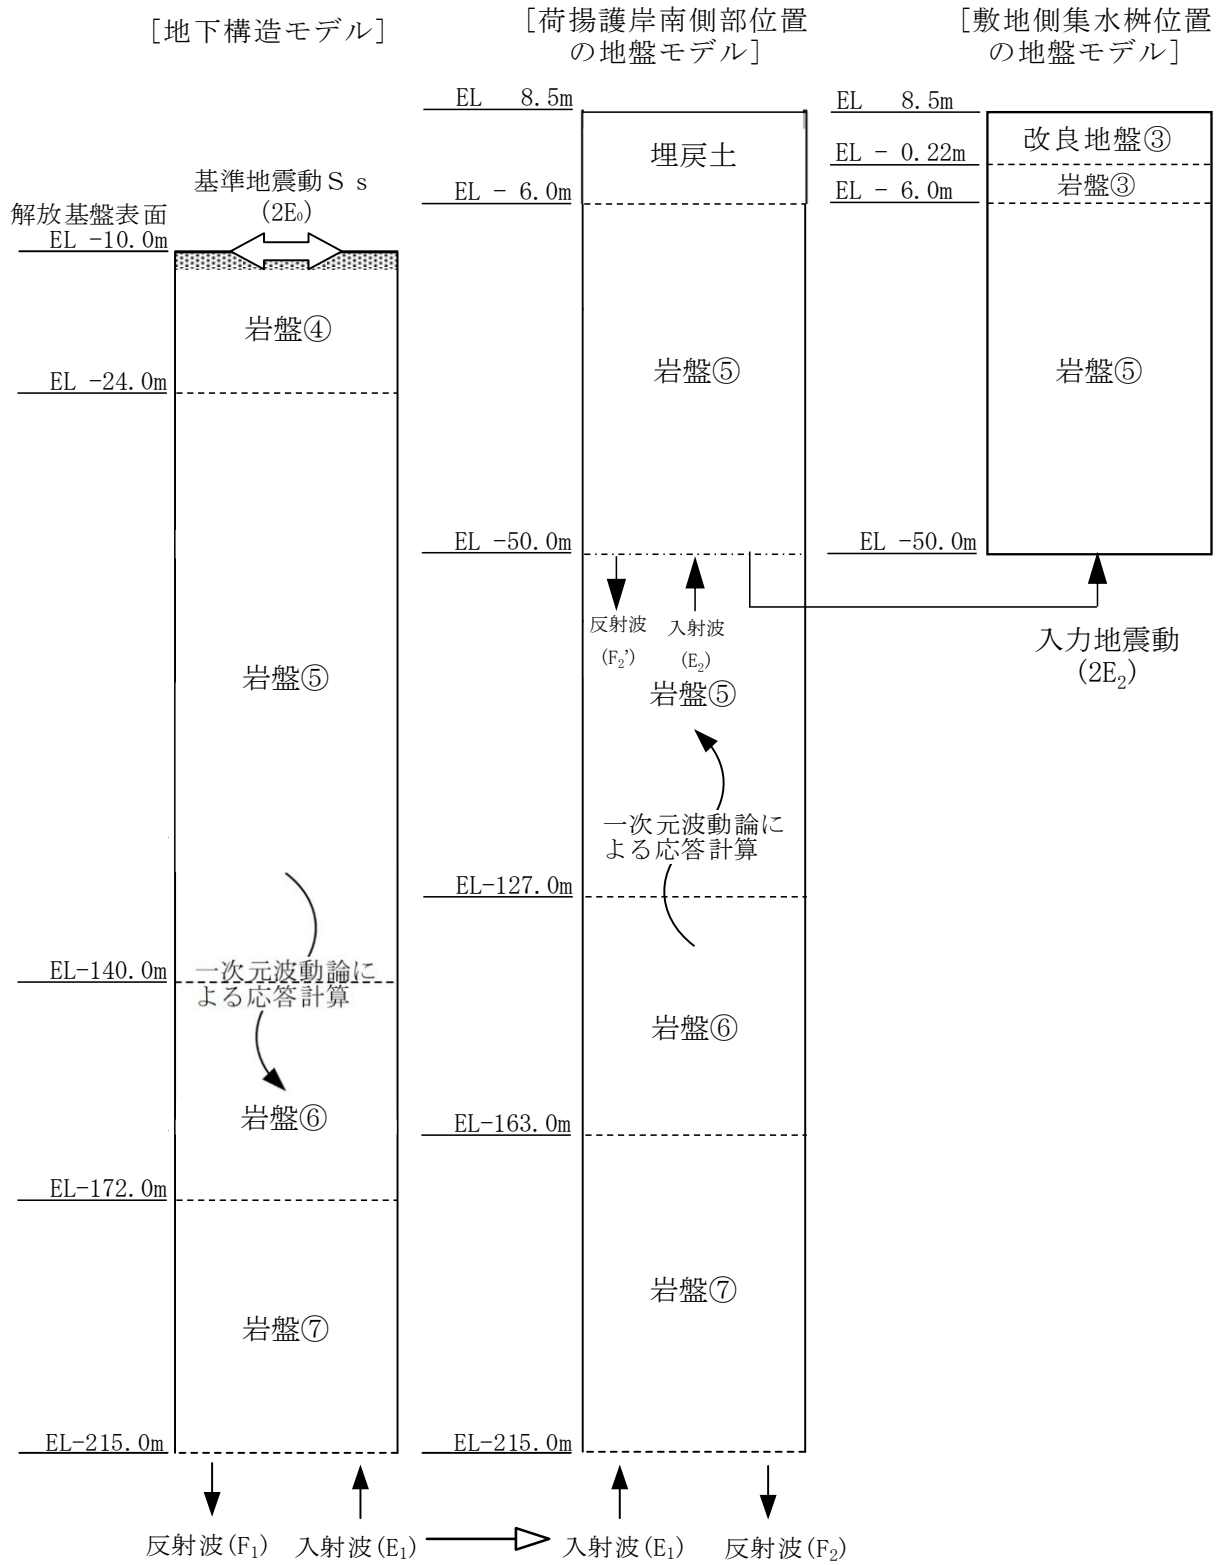 [地下構造モデル]
基準地震動Ｓｓ
(2E₀)
解放基盤表面
EL -10.0m
岩盤④
EL -24.0m
岩盤⑤
EL-140.0m
一次元波動論に
よる応答計算
岩盤⑥
EL-172.0m
岩盤⑦
EL-215.0m
反射波(F₁)
入射波(E₁)
[荷揚護岸南側部位置
の地盤モデル]
EL 8.5m
埋戻土
EL - 6.0m
岩盤⑤
EL -50.0m
反射波
(F₂')
入射波
(E₂)
岩盤⑤
一次元波動論に
よる応答計算
EL-127.0m
岩盤⑥
EL-163.0m
岩盤⑦
EL-215.0m
入射波(E₁)
反射波(F₂)
[敷地側集水桝位置
の地盤モデル]
EL 8.5m
改良地盤③
EL - 0.22m
岩盤③
EL - 6.0m
岩盤⑤
EL -50.0m
入力地震動
(2E₂)